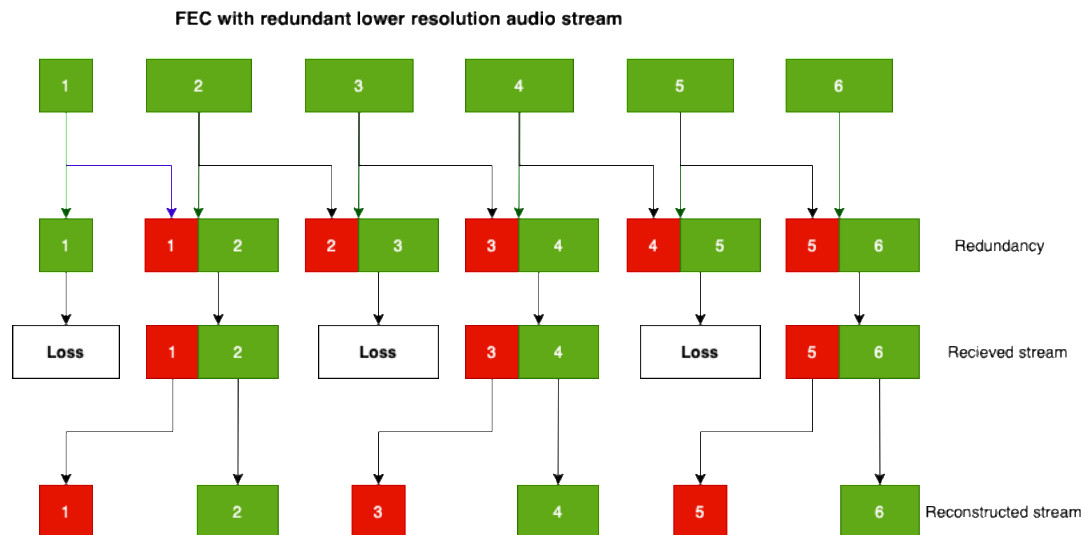 FEC with redundant lower resolution audio stream
1 2 3 4 5 6
1 1 2 2 3 3 4 4 5 5 6 Redundancy
Loss 1 2 Loss 3 4 Loss 5 6 Recieved stream
1 2 3 4 5 6 Reconstructed stream